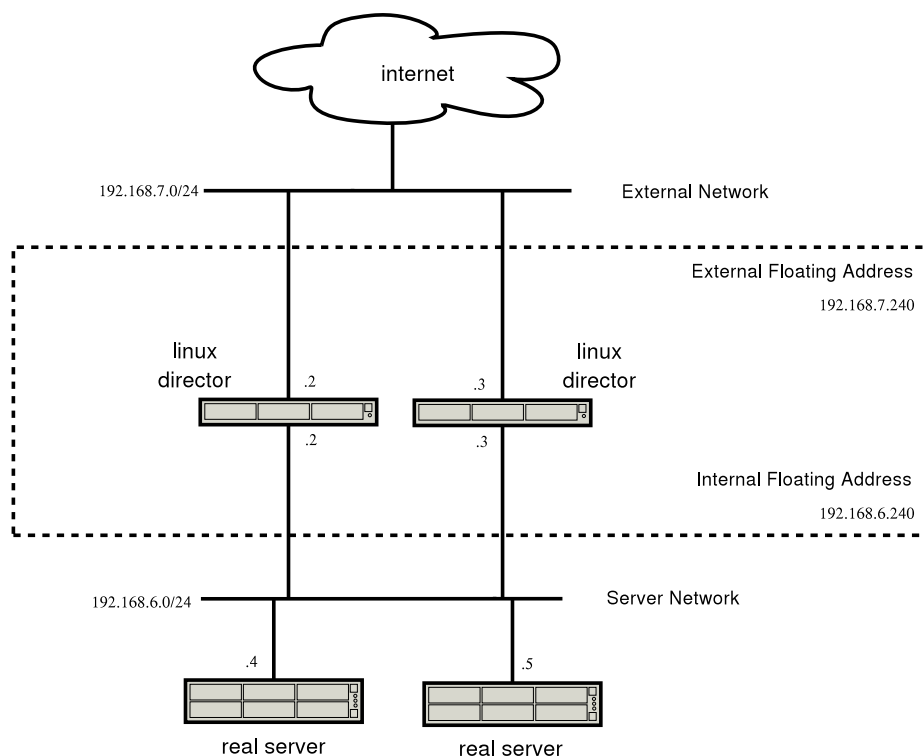 internet
192.168.7.0/24
External Network
External Floating Address
192.168.7.240
linux
director
linux
director
.2
.3
.2
.3
Internal Floating Address
192.168.6.240
192.168.6.0/24
Server Network
.4
.5
real server
real server